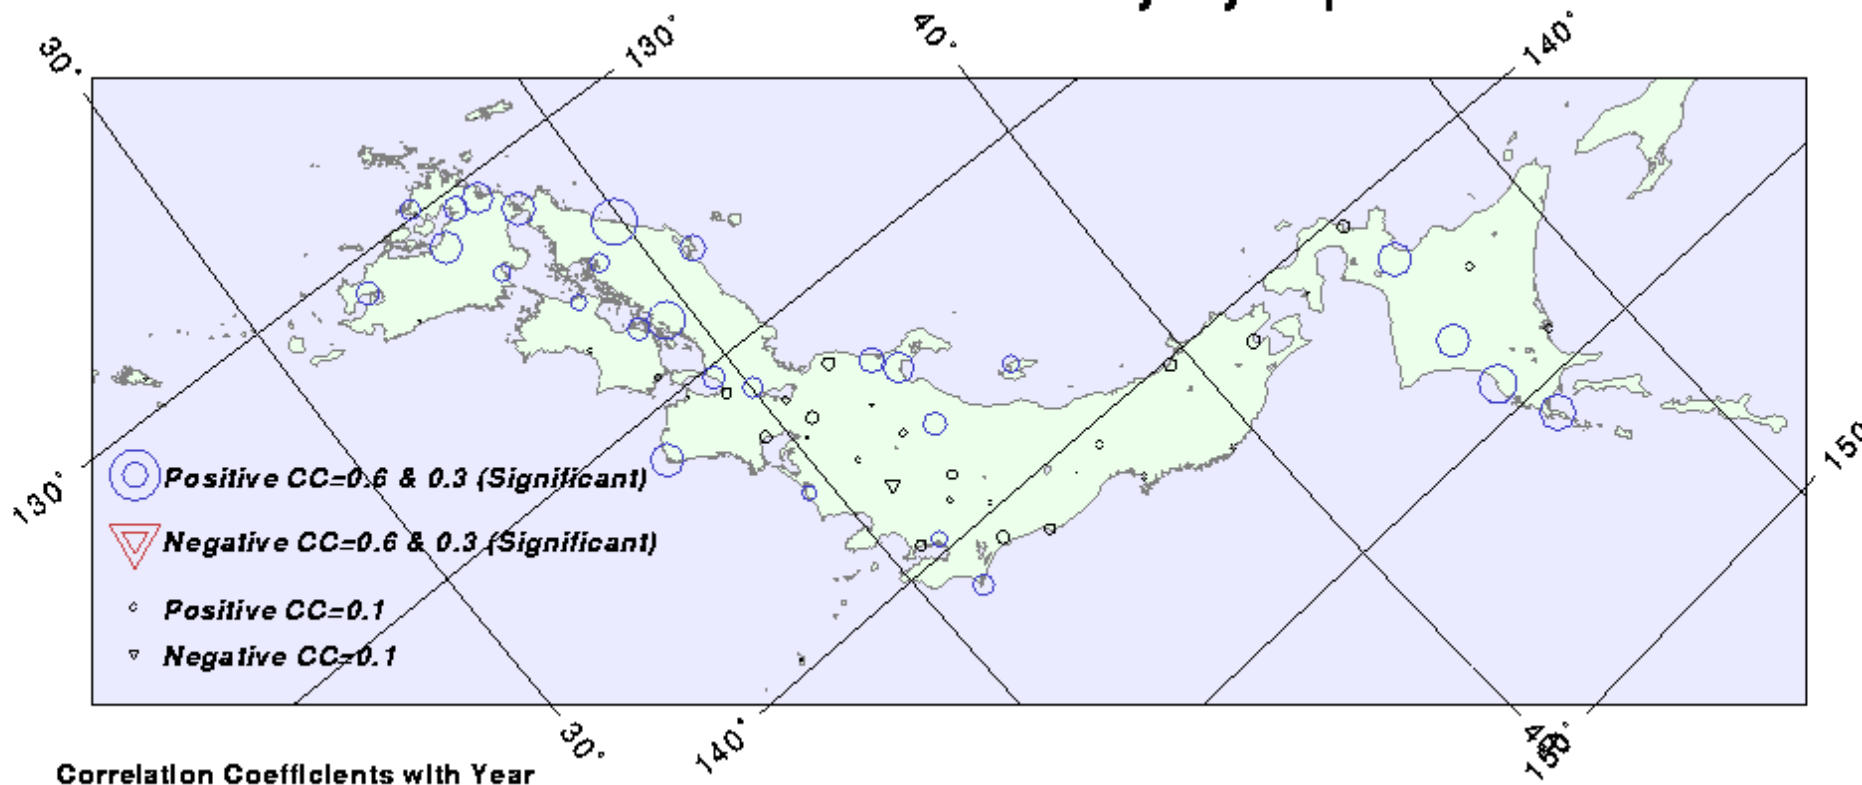 30°
130°
40°
140°
130°
150
Positive CC=0.6 & 0.3 (Significant)
Negative CC=0.6 & 0.3 (Significant)
Positive CC=0.1
Negative CC=0.1
30°
140°
150°
Correlation Coefficients with Year